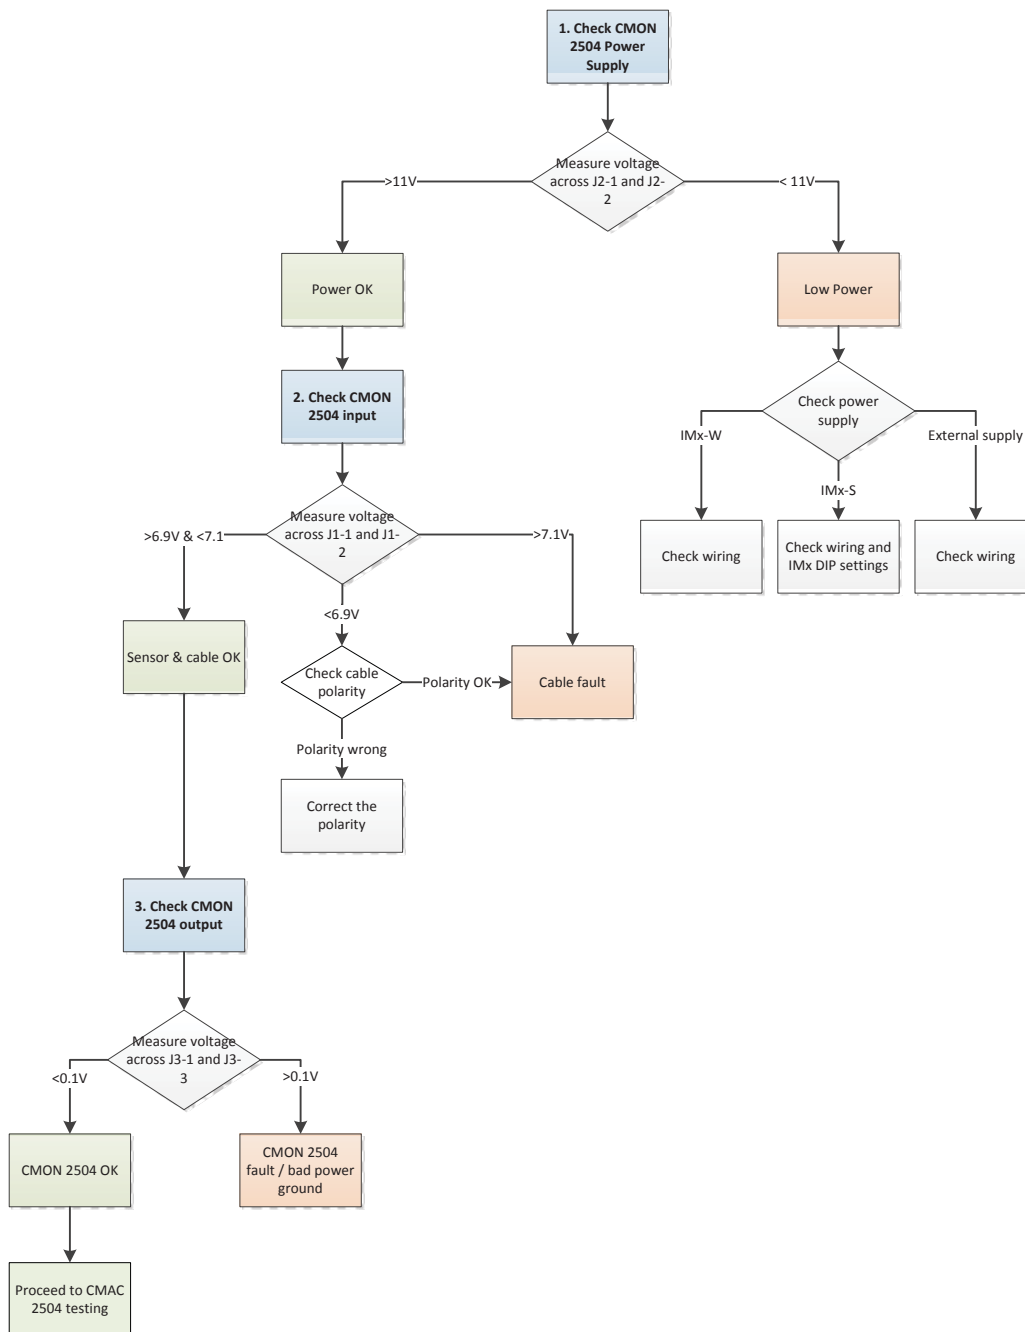 1. Check CMON
2504 Power
Supply
Measure voltage
across J2-1 and J2-
2
>11V
< 11V
Power OK
Low Power
2. Check CMON
2504 input
Check power
supply
IMx-W
External supply
IMx-S
Measure voltage
across J1-1 and J1-
2
>6.9V & <7.1
>7.1V
Check wiring
Check wiring and
IMx DIP settings
Check wiring
<6.9V
Sensor & cable OK
Check cable
polarity
Polarity OK
Cable fault
Polarity wrong
Correct the
polarity
3. Check CMON
2504 output
Measure voltage
across J3-1 and J3-
3
<0.1V
>0.1V
CMON 2504 OK
CMON 2504
fault / bad power
ground
Proceed to CMAC
2504 testing